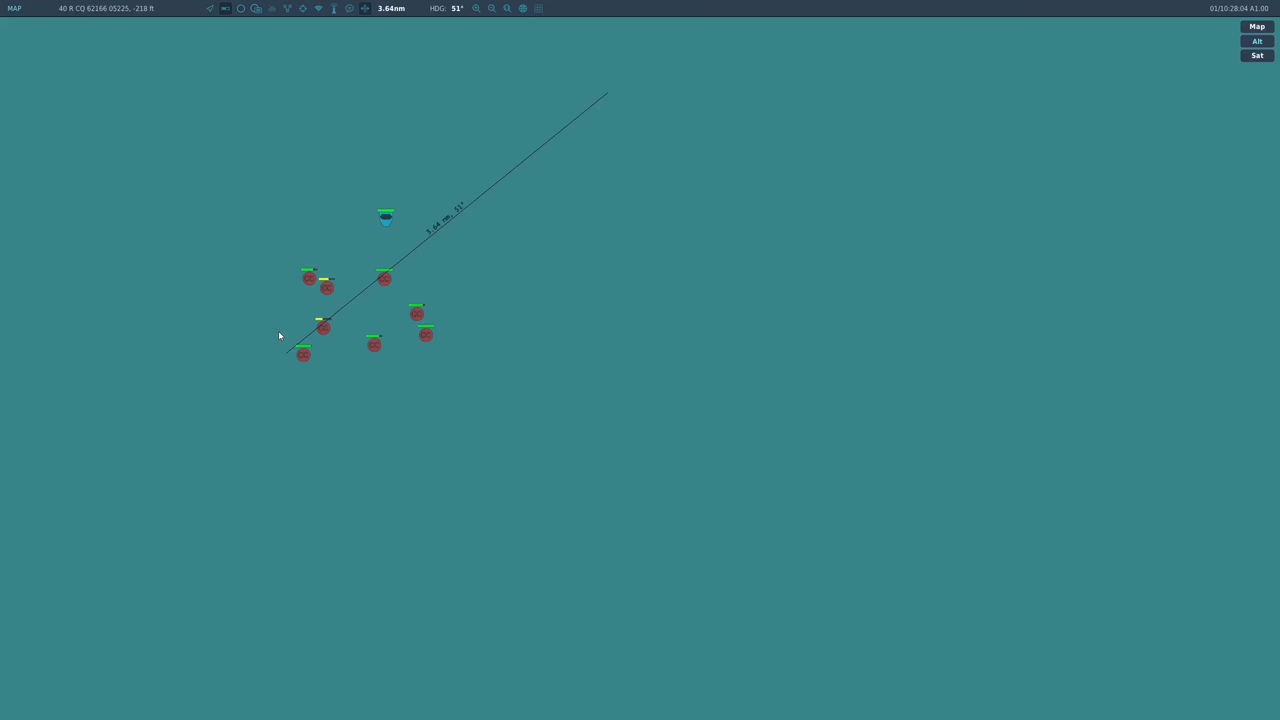 MAP
40 R CQ 62166 05225, -218 ft
3.64nm
HDG: 51°
01/10:28:04 A1.00
Map
Alt
Sat
3.64 nm, 51°